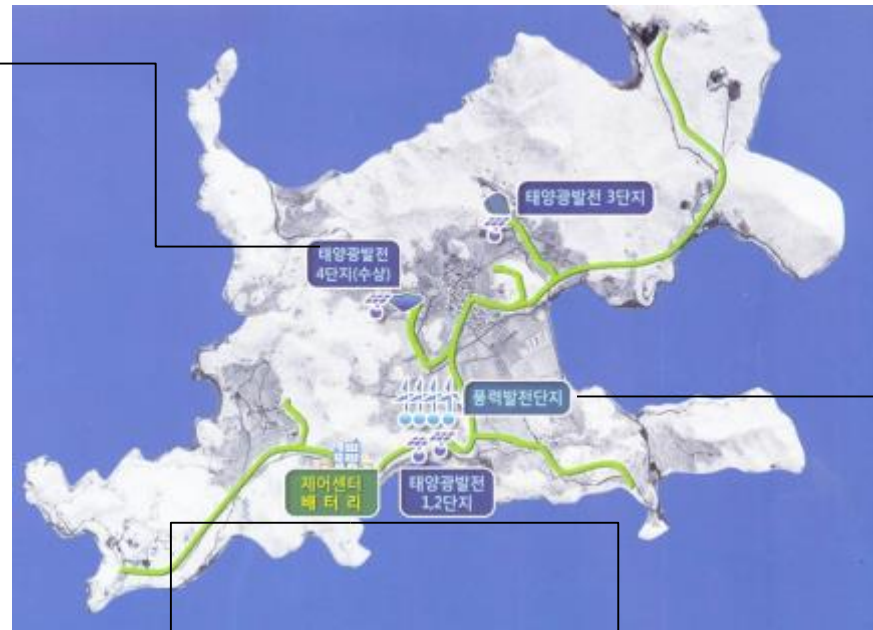 태양광발전 3단지
태양광발전
4단지(수상)
풍력발전단지
제어센터
배 터 리
태양광발전
1,2단지